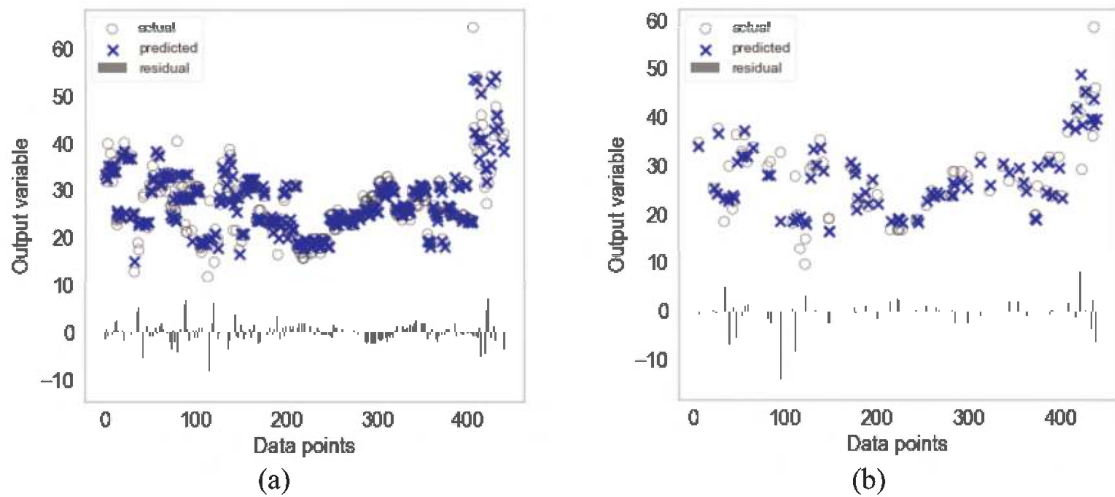 actual
predicted
residual
60
50
40
30
20
10
0
−10
Output variable
0 100 200 300 400
Data points
(a)
actual
predicted
residual
60
50
40
30
20
10
0
−10
Output variable
0 100 200 300 400
Data points
(b)